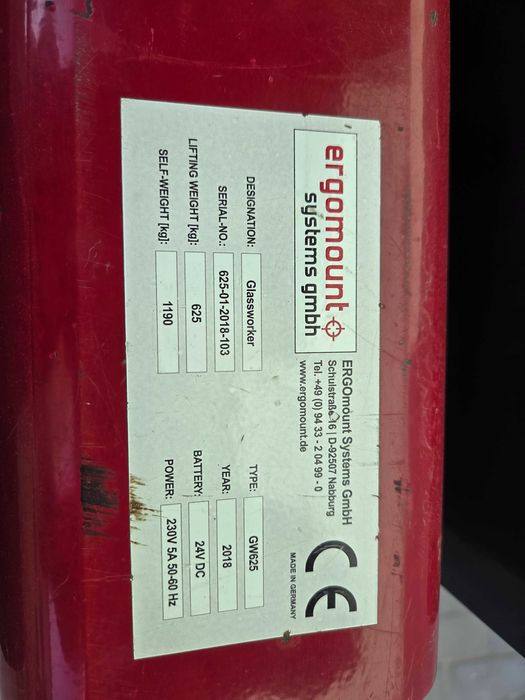 ergomount
systems gmbh
ERGOmount Systems GmbH
Schulstraße 16 | D-92507 Nabburg
Tel. +49 (0) 94 33 - 2 04 99 - 0
www.ergomount.de
CE
MADE IN GERMANY
DESIGNATION: Glassworker TYPE: GW625
SERIAL-NO.: 625-01-2018-103 YEAR: 2018
LIFTING WEIGHT [kg]: 625 BATTERY: 24V DC
SELF-WEIGHT [kg]: 1190 POWER: 230V 5A 50-60 Hz